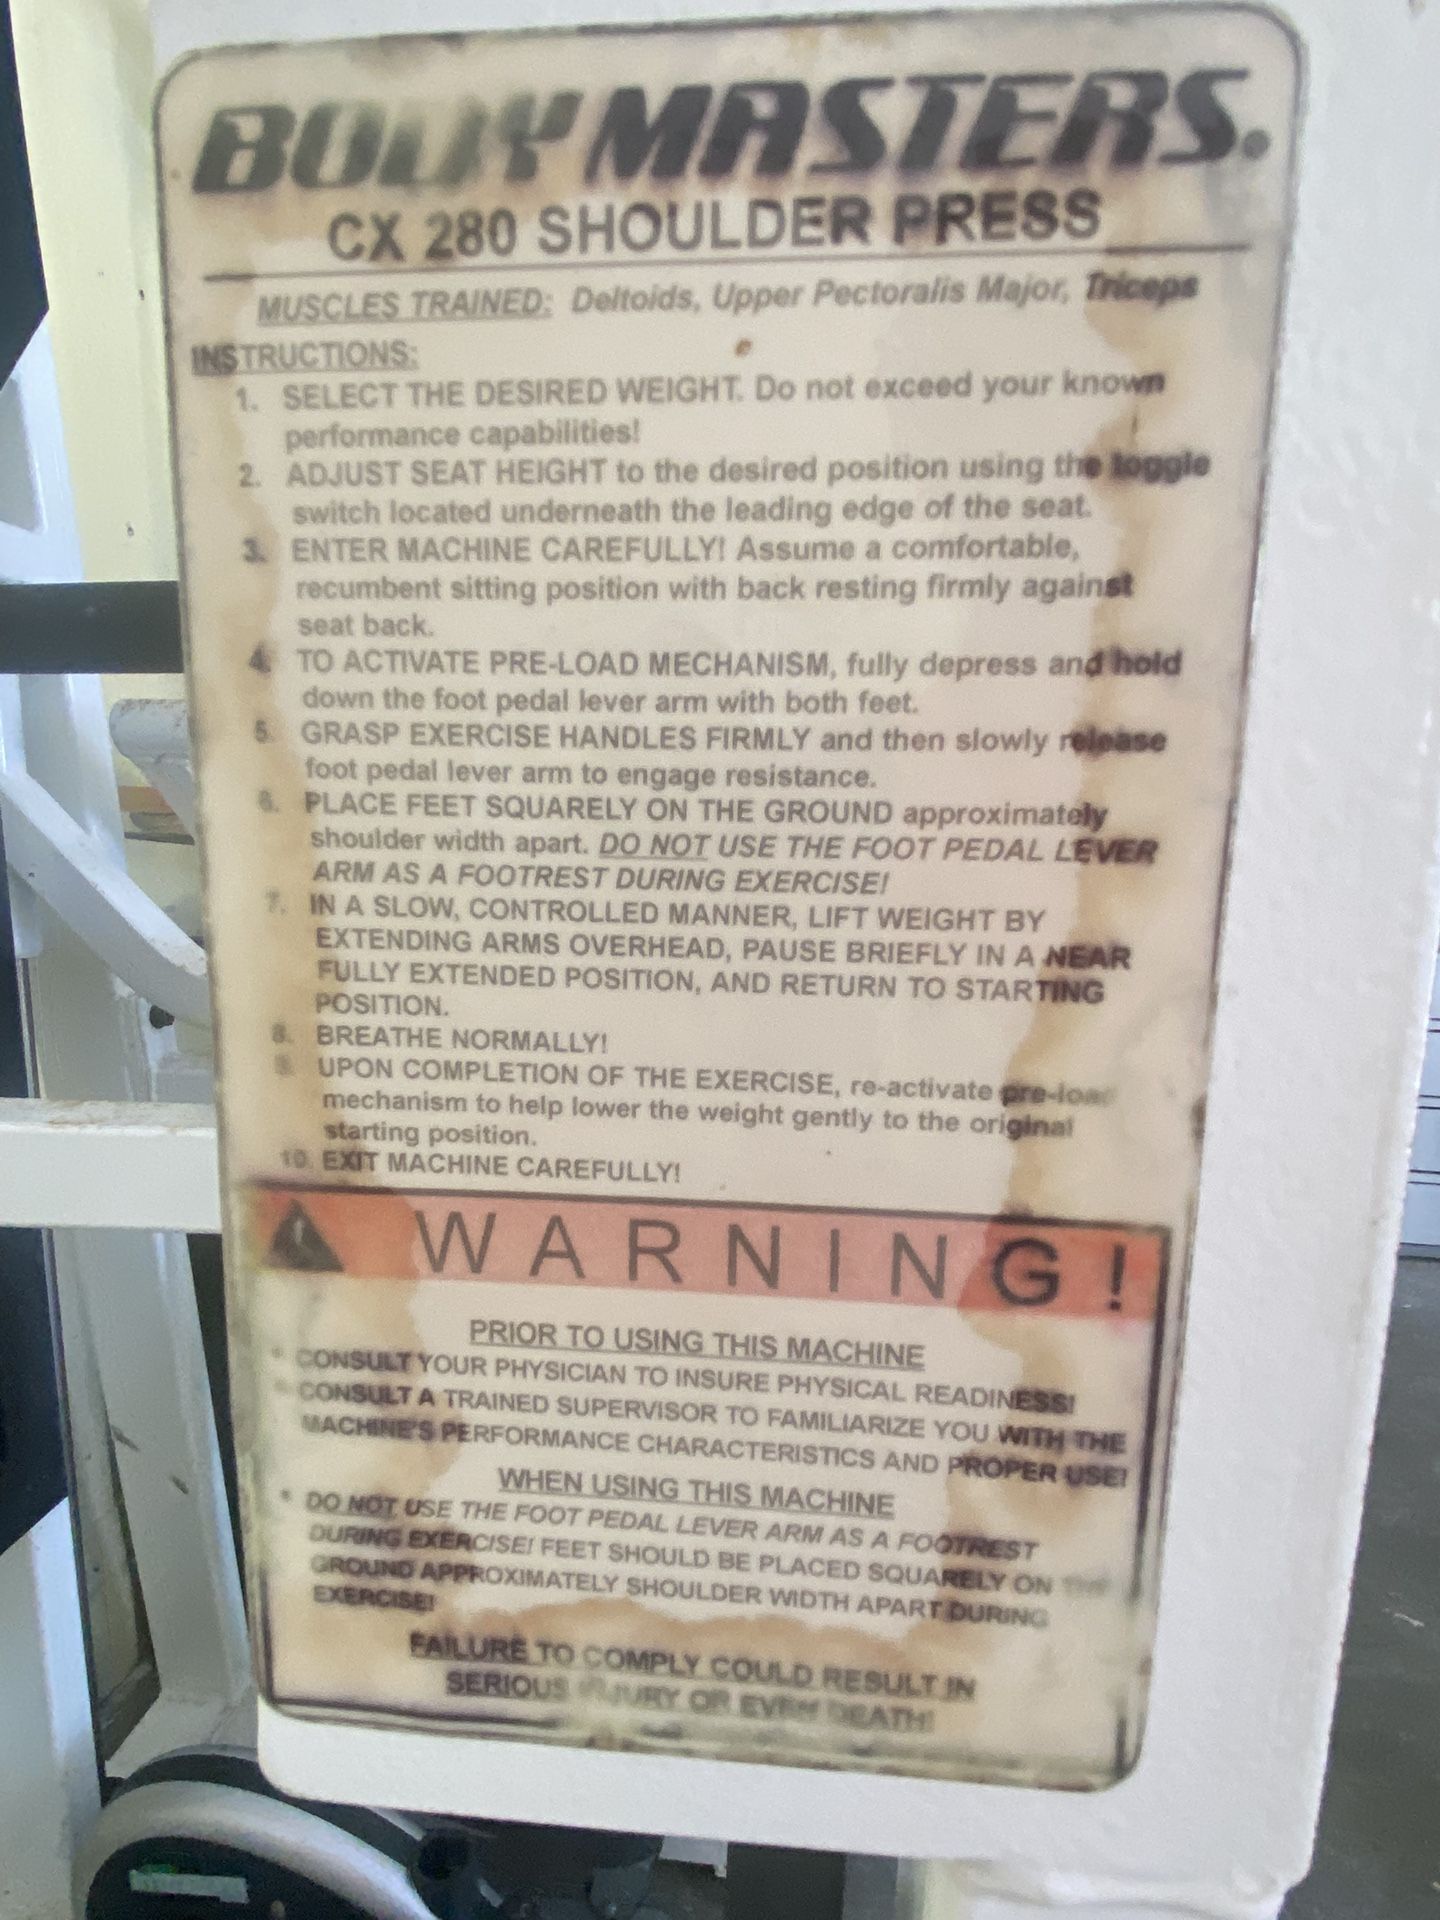 BODYMASTERS.
CX 280 SHOULDER PRESS
MUSCLES TRAINED: Deltoids, Upper Pectoralis Major, Triceps
INSTRUCTIONS:
1. SELECT THE DESIRED WEIGHT. Do not exceed your known
performance capabilities!
2. ADJUST SEAT HEIGHT to the desired position using the toggle
switch located underneath the leading edge of the seat.
3. ENTER MACHINE CAREFULLY! Assume a comfortable,
recumbent sitting position with back resting firmly against
seat back.
4. TO ACTIVATE PRE-LOAD MECHANISM, fully depress and hold
down the foot pedal lever arm with both feet.
5. GRASP EXERCISE HANDLES FIRMLY and then slowly release
foot pedal lever arm to engage resistance.
6. PLACE FEET SQUARELY ON THE GROUND approximately
shoulder width apart. DO NOT USE THE FOOT PEDAL LEVER
ARM AS A FOOTREST DURING EXERCISE!
7. IN A SLOW, CONTROLLED MANNER, LIFT WEIGHT BY
EXTENDING ARMS OVERHEAD, PAUSE BRIEFLY IN A NEAR
FULLY EXTENDED POSITION, AND RETURN TO STARTING
POSITION.
8. BREATHE NORMALLY!
9. UPON COMPLETION OF THE EXERCISE, re-activate pre-load
mechanism to help lower the weight gently to the original
starting position.
10. EXIT MACHINE CAREFULLY!
WARNING!
PRIOR TO USING THIS MACHINE
* CONSULT YOUR PHYSICIAN TO INSURE PHYSICAL READINESS!
* CONSULT A TRAINED SUPERVISOR TO FAMILIARIZE YOU WITH THE
MACHINE'S PERFORMANCE CHARACTERISTICS AND PROPER USE!
WHEN USING THIS MACHINE
* DO NOT USE THE FOOT PEDAL LEVER ARM AS A FOOTREST
DURING EXERCISE! FEET SHOULD BE PLACED SQUARELY ON THE
GROUND APPROXIMATELY SHOULDER WIDTH APART DURING
EXERCISE!
FAILURE TO COMPLY COULD RESULT IN
SERIOUS INJURY OR EVEN DEATH!